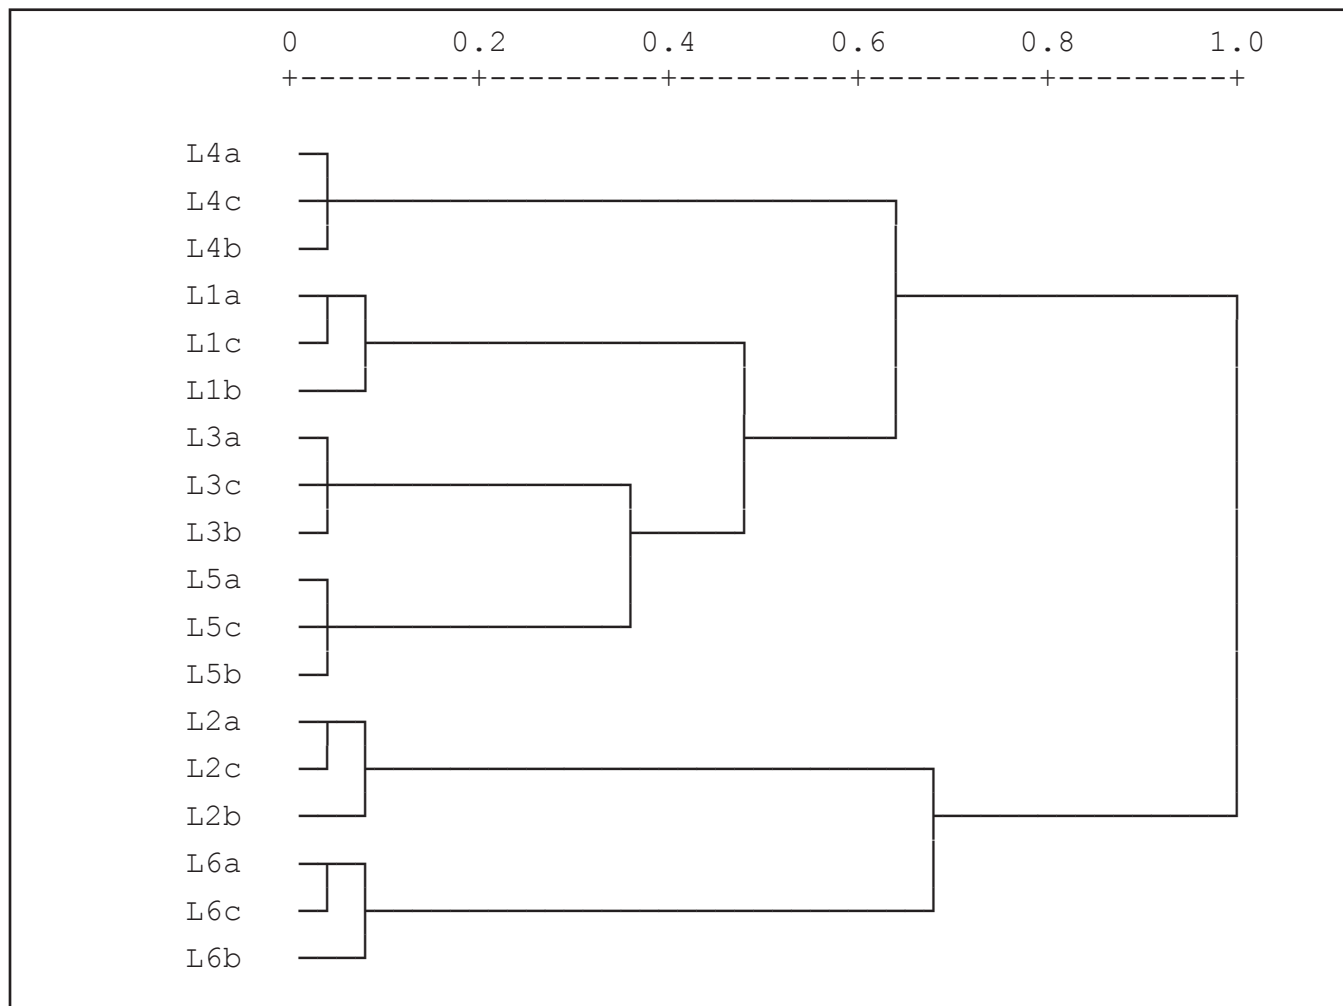 0 0.2 0.4 0.6 0.8 1.0
+---------+---------+---------+---------+---------+
L4a
L4c
L4b
L1a
L1c
L1b
L3a
L3c
L3b
L5a
L5c
L5b
L2a
L2c
L2b
L6a
L6c
L6b